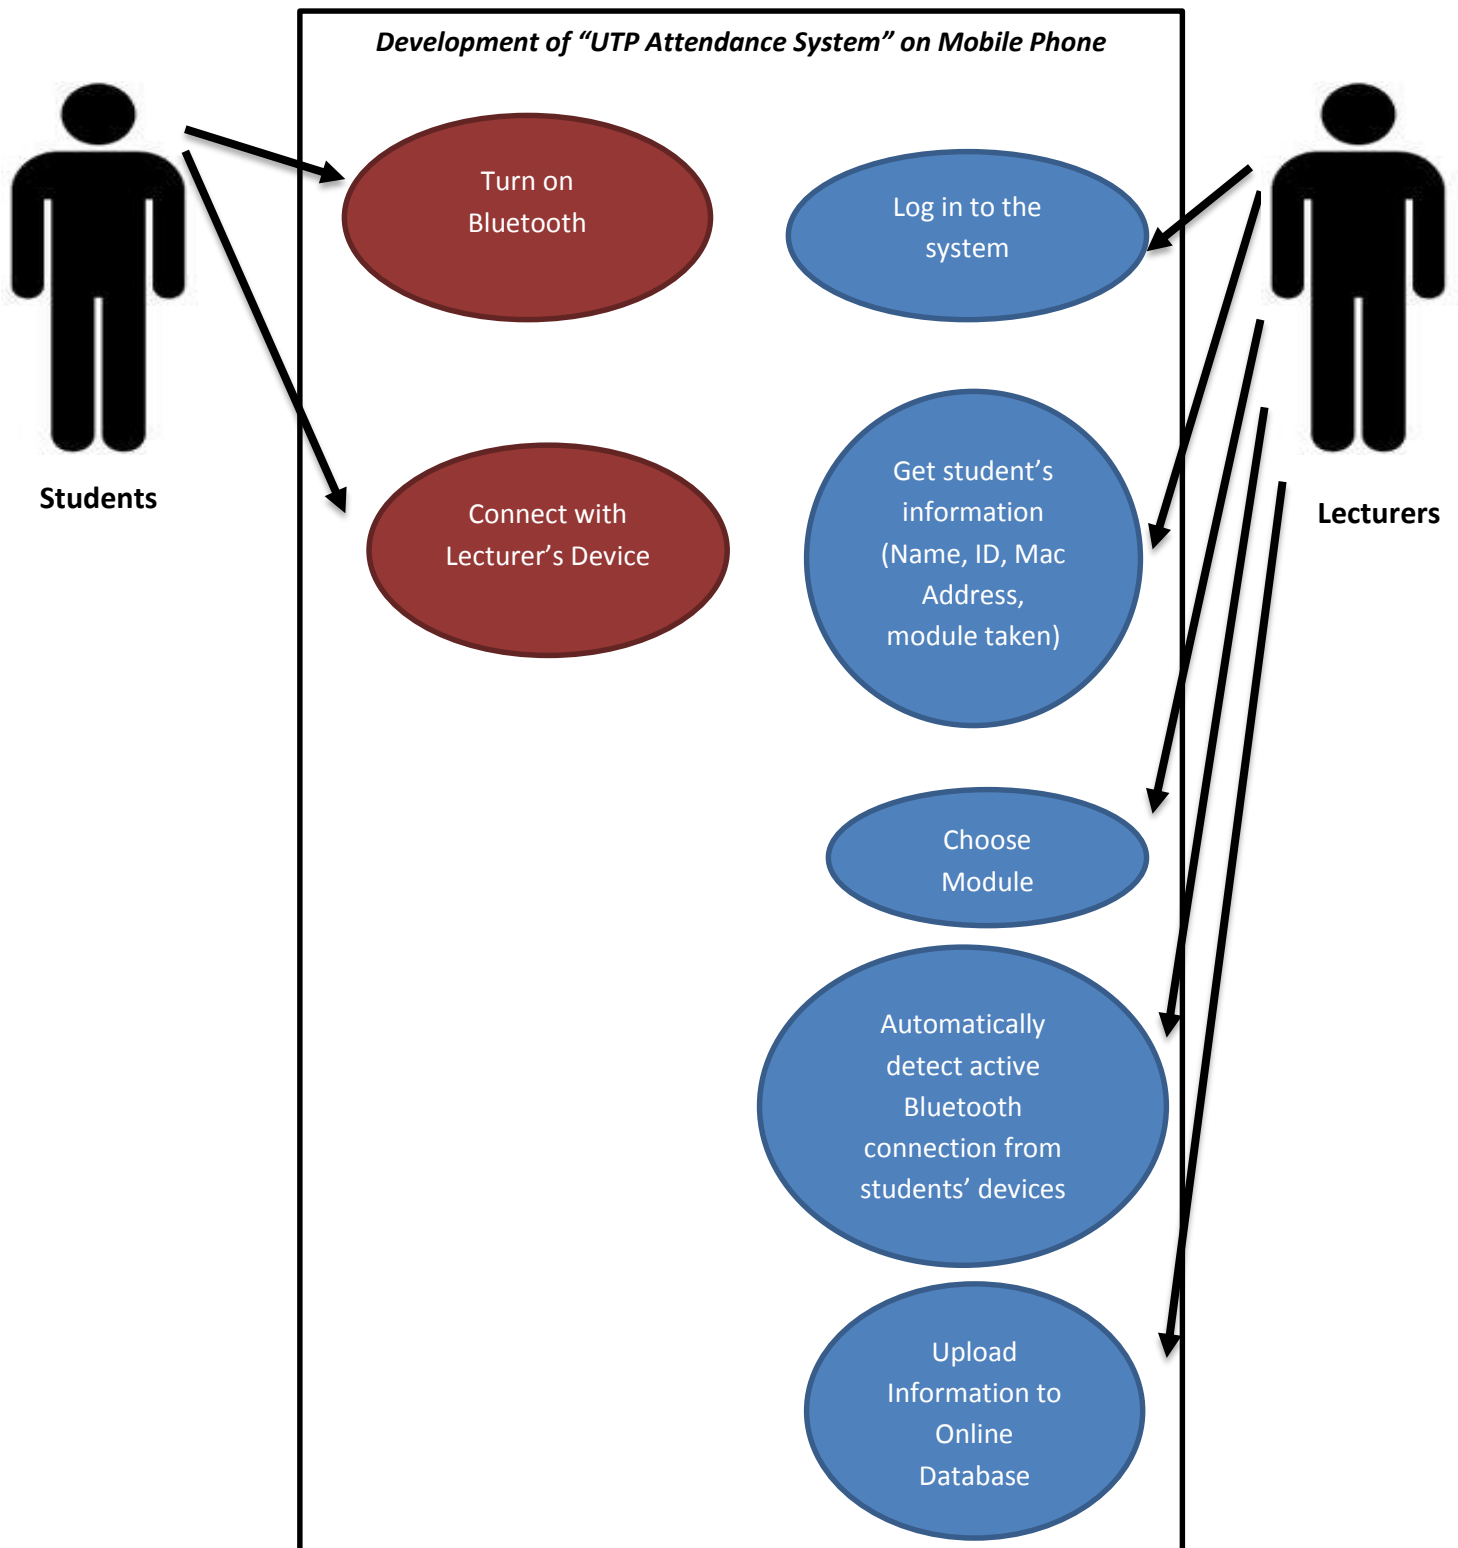 Development of “UTP Attendance System” on Mobile Phone
Turn on
Bluetooth
Log in to the
system
Students
Connect with
Lecturer’s Device
Get student’s
information
(Name, ID, Mac
Address,
module taken)
Lecturers
Choose
Module
Automatically
detect active
Bluetooth
connection from
students’ devices
Upload
Information to
Online
Database